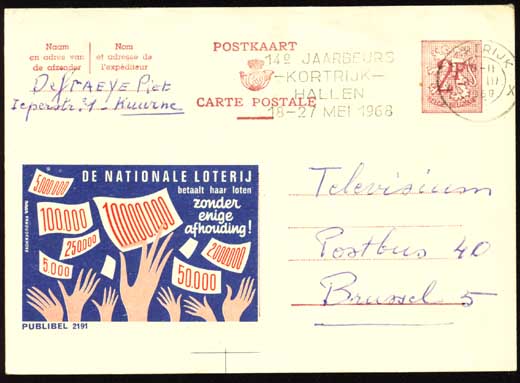 Naam
en adres van
de afzender
Nom
et adresse de
l'expéditeur
POSTKAART
CARTE POSTALE
14e JAARBEURS
—KORTRIJK—
HALLEN
18-27 MEI 1968
2F
KORTRIJK
X
Piet
Ieperstr. 31 - Kuurne
DE NATIONALE LOTERIJ
betaalt haar loten
zonder
enige
afhouding!
5.000.000
100.000
10.000.000
250.000
5.000
2.000.000
50.000
PUBLIBEL 2191
Televisium
Postbus 40
Brussel 5